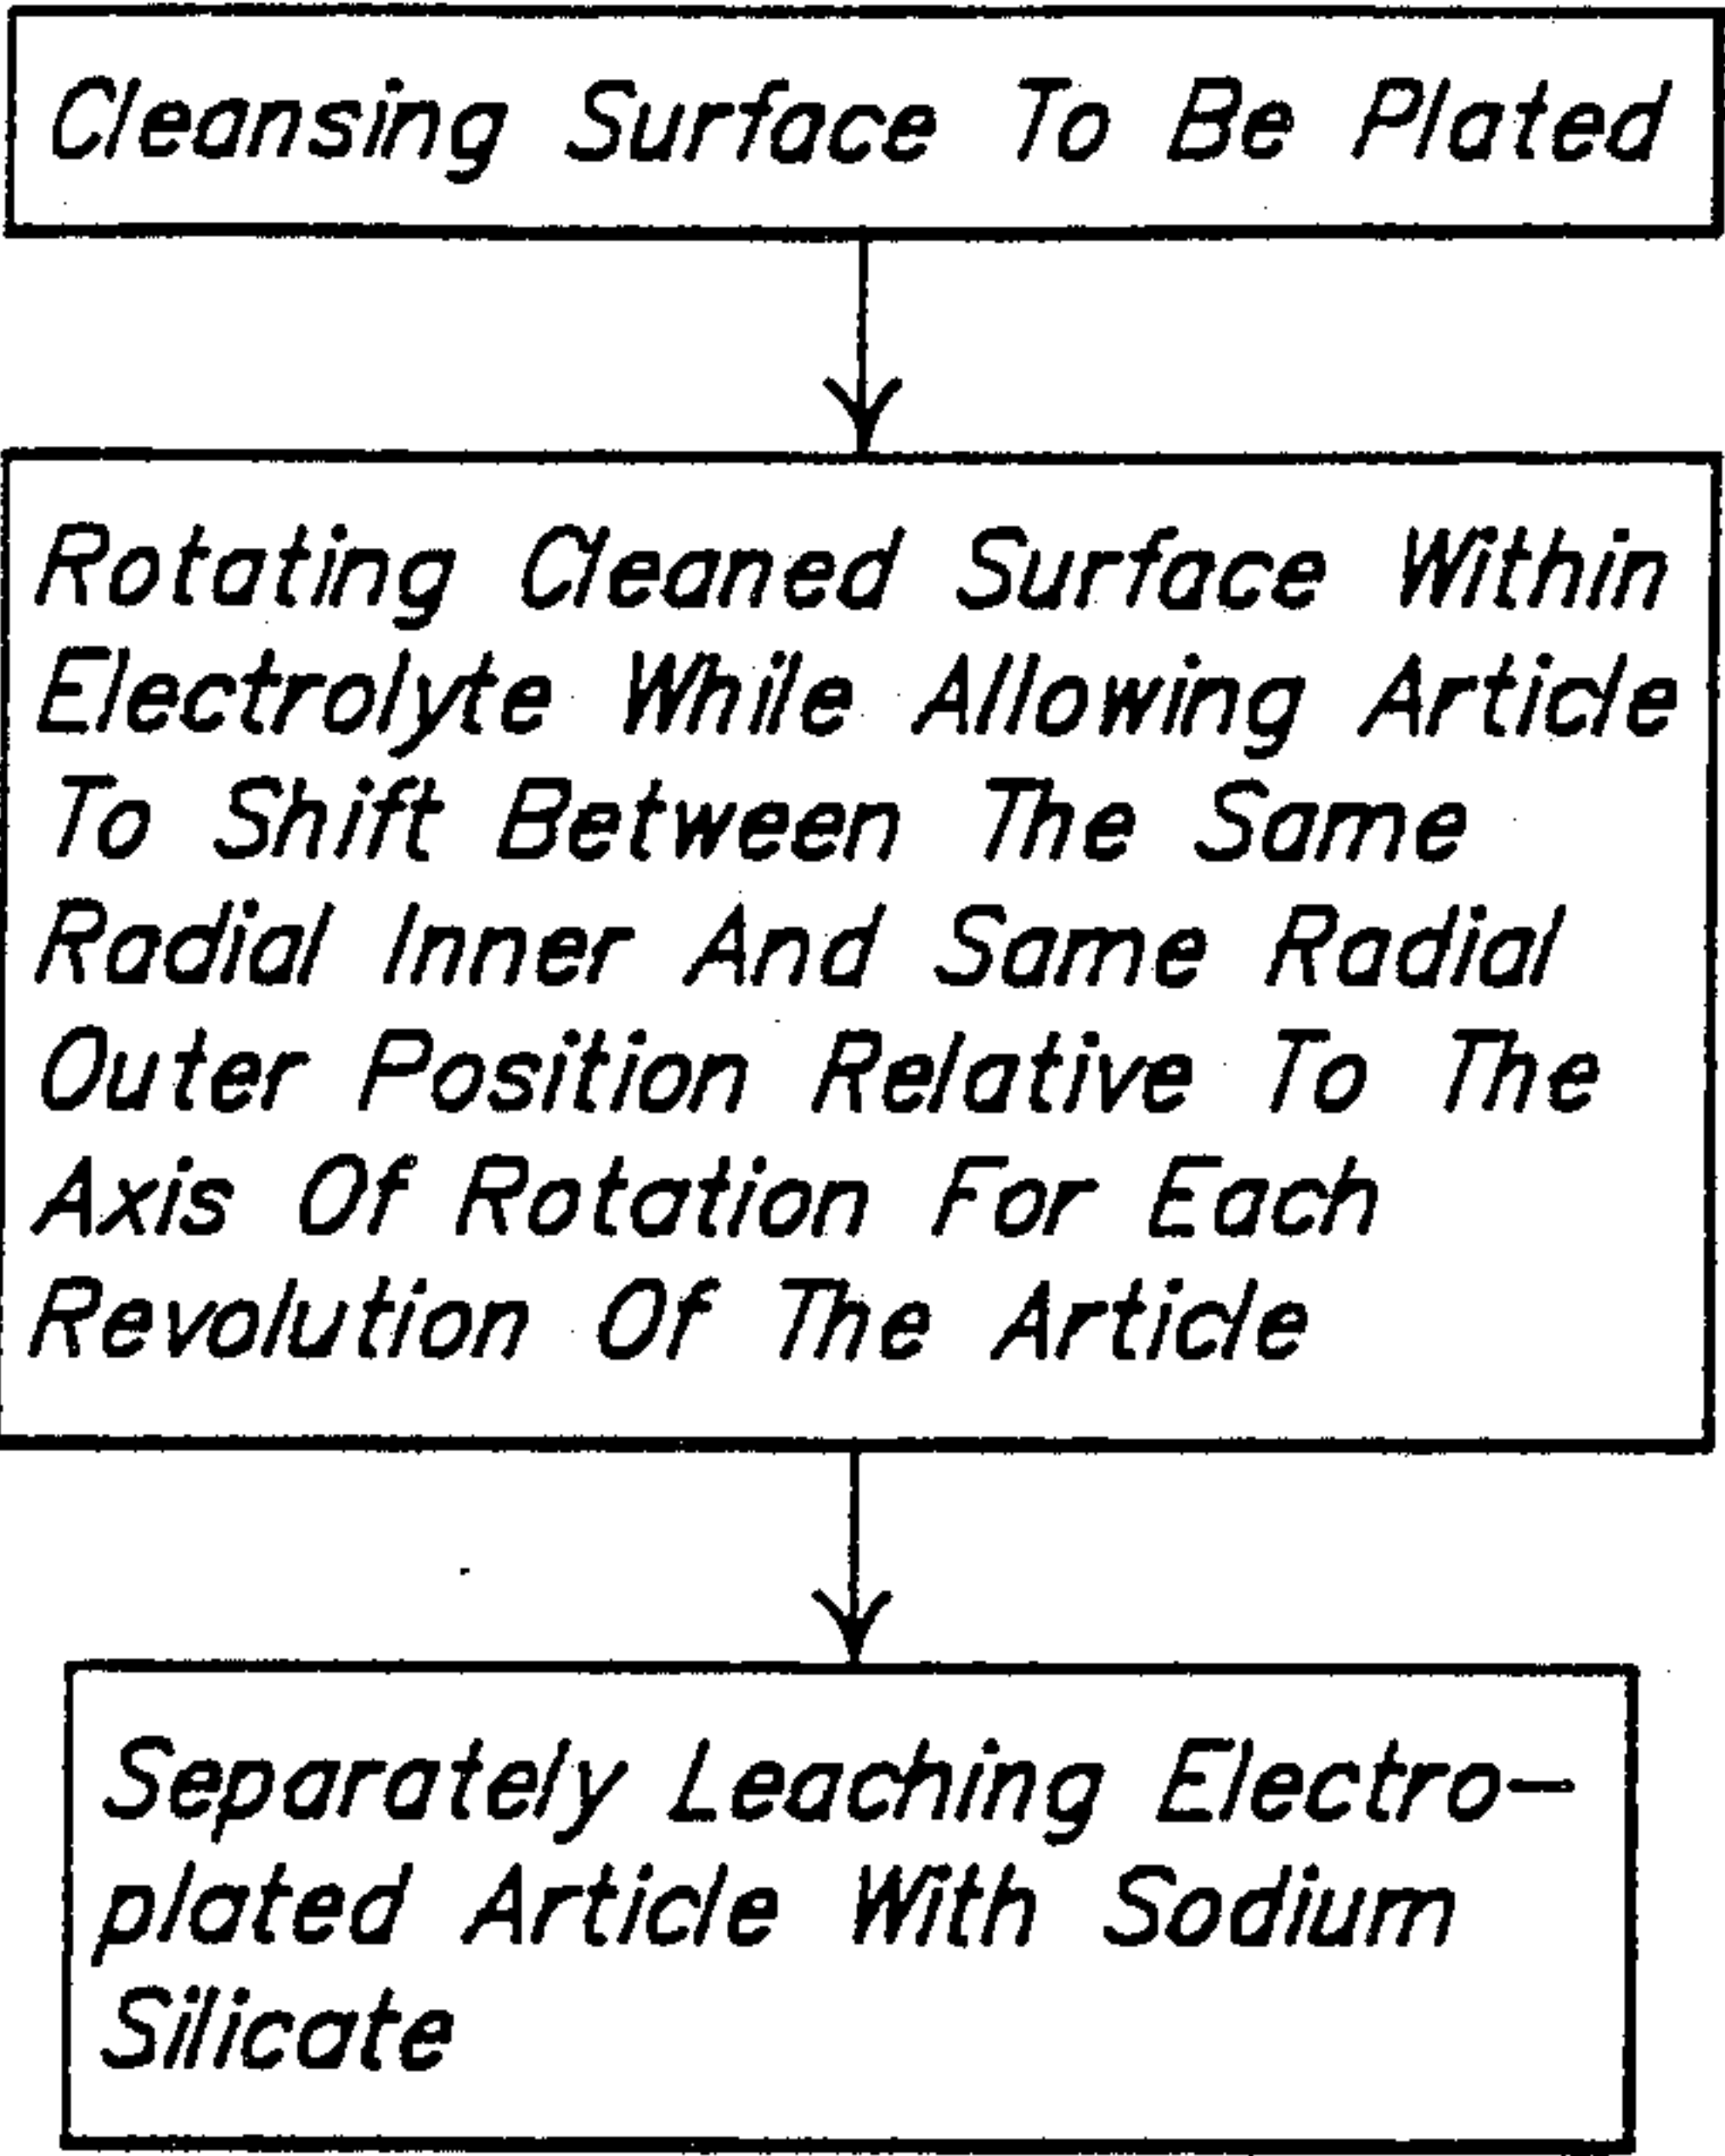 Cleansing Surface To Be Plated
Rotating Cleaned Surface Within
Electrolyte While Allowing Article
To Shift Between The Same
Radial Inner And Same Radial
Outer Position Relative To The
Axis Of Rotation For Each
Revolution Of The Article
Separately Leaching Electro-
plated Article With Sodium
Silicate